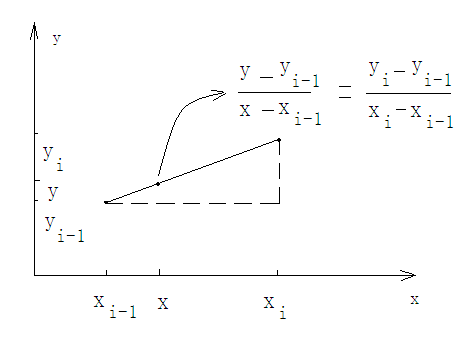 y
y - y_{i-1} / x - x_{i-1} = y_i - y_{i-1} / x_i - x_{i-1}
y_i
y
y_{i-1}
x_{i-1} x x_i
x